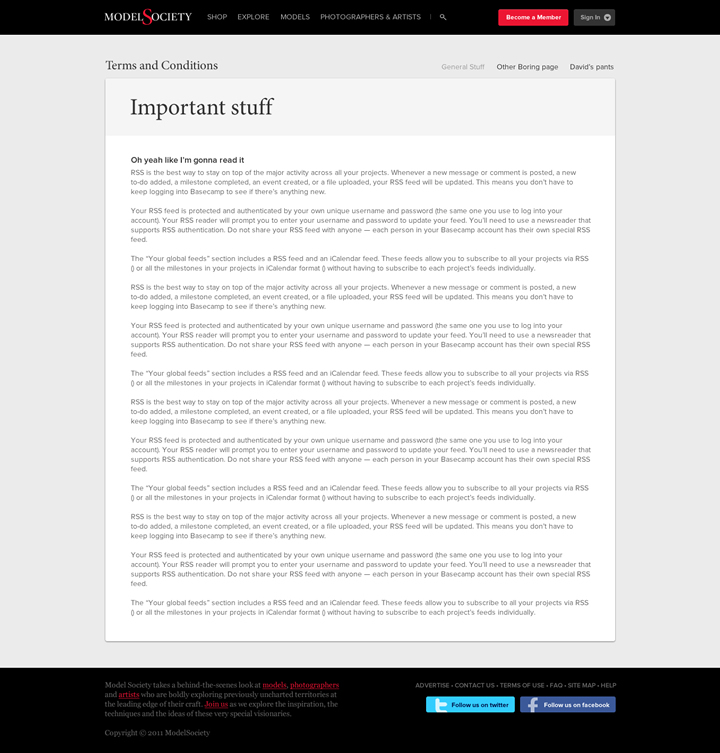 MODELSOCIETY SHOP EXPLORE MODELS PHOTOGRAPHERS & ARTISTS Become a Member Sign In
Terms and Conditions General Stuff Other Boring page David's pants
Important stuff
Oh yeah like I'm gonna read it
RSS is the best way to stay on top of the major activity across all your projects. Whenever a new message or comment is posted, a new
to-do added, a milestone completed, an event created, or a file uploaded, your RSS feed will be updated. This means you don't have to
keep logging into Basecamp to see if there's anything new.
Your RSS feed is protected and authenticated by your own unique username and password (the same one you use to log into your
account). Your RSS reader will prompt you to enter your username and password to update your feed. You'll need to use a newsreader that
supports RSS authentication. Do not share your RSS feed with anyone — each person in your Basecamp account has their own special RSS
feed.
The "Your global feeds" section includes a RSS feed and an iCalendar feed. These feeds allow you to subscribe to all your projects via RSS
() or all the milestones in your projects in iCalendar format () without having to subscribe to each project's feeds individually.
RSS is the best way to stay on top of the major activity across all your projects. Whenever a new message or comment is posted, a new
to-do added, a milestone completed, an event created, or a file uploaded, your RSS feed will be updated. This means you don't have to
keep logging into Basecamp to see if there's anything new.
Your RSS feed is protected and authenticated by your own unique username and password (the same one you use to log into your
account). Your RSS reader will prompt you to enter your username and password to update your feed. You'll need to use a newsreader that
supports RSS authentication. Do not share your RSS feed with anyone — each person in your Basecamp account has their own special RSS
feed.
The "Your global feeds" section includes a RSS feed and an iCalendar feed. These feeds allow you to subscribe to all your projects via RSS
() or all the milestones in your projects in iCalendar format () without having to subscribe to each project's feeds individually.
RSS is the best way to stay on top of the major activity across all your projects. Whenever a new message or comment is posted, a new
to-do added, a milestone completed, an event created, or a file uploaded, your RSS feed will be updated. This means you don't have to
keep logging into Basecamp to see if there's anything new.
Your RSS feed is protected and authenticated by your own unique username and password (the same one you use to log into your
account). Your RSS reader will prompt you to enter your username and password to update your feed. You'll need to use a newsreader that
supports RSS authentication. Do not share your RSS feed with anyone — each person in your Basecamp account has their own special RSS
feed.
The "Your global feeds" section includes a RSS feed and an iCalendar feed. These feeds allow you to subscribe to all your projects via RSS
() or all the milestones in your projects in iCalendar format () without having to subscribe to each project's feeds individually.
RSS is the best way to stay on top of the major activity across all your projects. Whenever a new message or comment is posted, a new
to-do added, a milestone completed, an event created, or a file uploaded, your RSS feed will be updated. This means you don't have to
keep logging into Basecamp to see if there's anything new.
Your RSS feed is protected and authenticated by your own unique username and password (the same one you use to log into your
account). Your RSS reader will prompt you to enter your username and password to update your feed. You'll need to use a newsreader that
supports RSS authentication. Do not share your RSS feed with anyone — each person in your Basecamp account has their own special RSS
feed.
The "Your global feeds" section includes a RSS feed and an iCalendar feed. These feeds allow you to subscribe to all your projects via RSS
() or all the milestones in your projects in iCalendar format () without having to subscribe to each project's feeds individually.
Model Society takes a behind-the-scenes look at models, photographers
and artists who are boldly exploring previously uncharted territories at
the leading edge of their craft. Join us as we explore the inspiration, the
techniques and the ideas of these very special visionaries.
Copyright © 2011 ModelSociety
ADVERTISE • CONTACT US • TERMS OF USE • FAQ • SITE MAP • HELP
Follow us on twitter Follow us on facebook